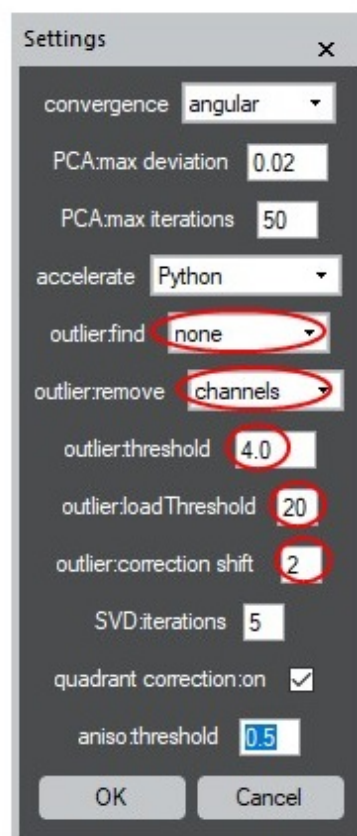 Settings ×
convergence angular
PCA:max deviation 0.02
PCA:max iterations 50
accelerate Python
outlier:find none
outlier:remove channels
outlier:threshold 4.0
outlier:loadThreshold 20
outlier:correction shift 2
SVD:iterations 5
quadrant correction:on
aniso:threshold 0.5
OK Cancel